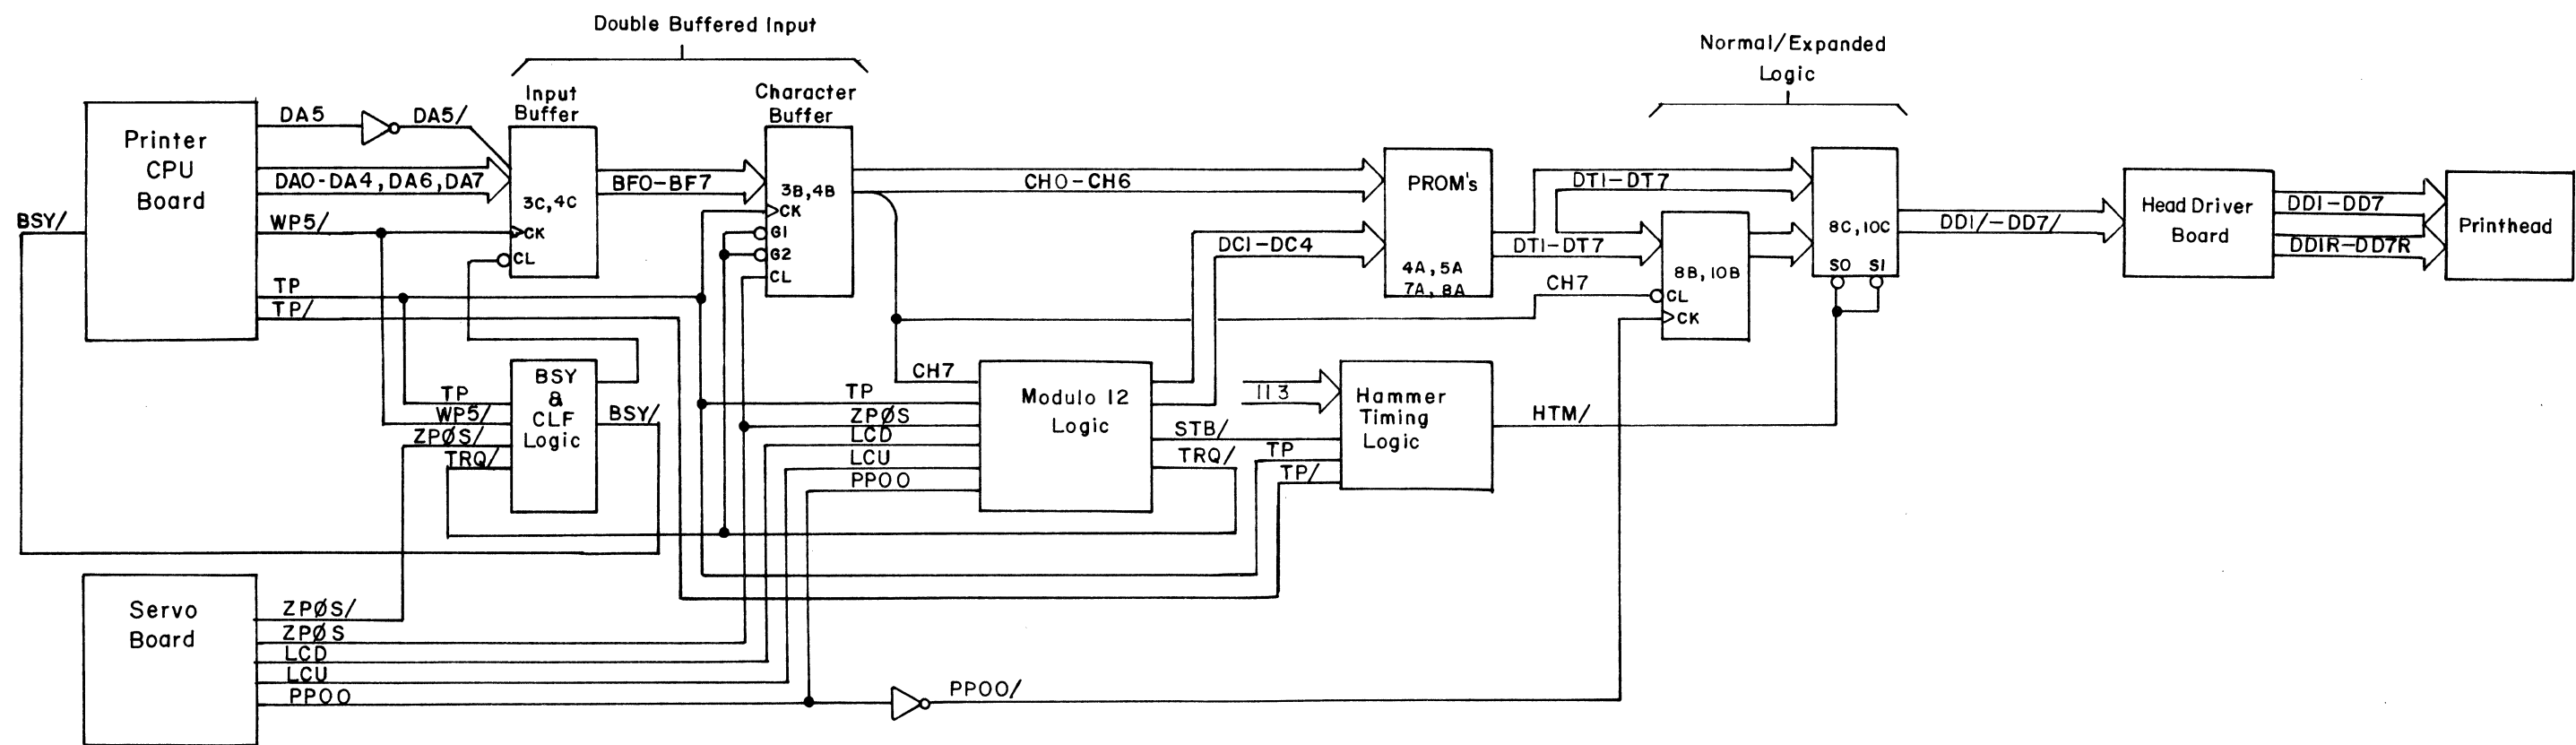 Double Buffered Input
Normal/Expanded
Logic
Input
Buffer
Character
Buffer
Printer
CPU
Board
DA5
DA5/
DA0-DA4, DA6, DA7
WP5/
BSY/
TP
TP/
3C, 4C
CK
CL
BF0-BF7
3B, 4B
CK
G1
G2
CL
CH0-CH6
DC1-DC4
PROM's
4A, 5A
7A, 8A
DT1-DT7
DT1-DT7
CH7
8B, 10B
CL
CK
8C, 10C
S0 S1
DD1/-DD7/
Head Driver
Board
DD1-DD7
DD1R-DD7R
Printhead
TP
WP5/
ZPØS/
TRQ/
BSY
&
CLF
Logic
BSY/
CH7
TP
ZPØS
LCD
LCU
PP00
Modulo 12
Logic
STB/
TRQ/
113
TP
TP/
Hammer
Timing
Logic
HTM/
Servo
Board
ZPØS/
ZPØS
LCD
LCU
PP00
PP00/